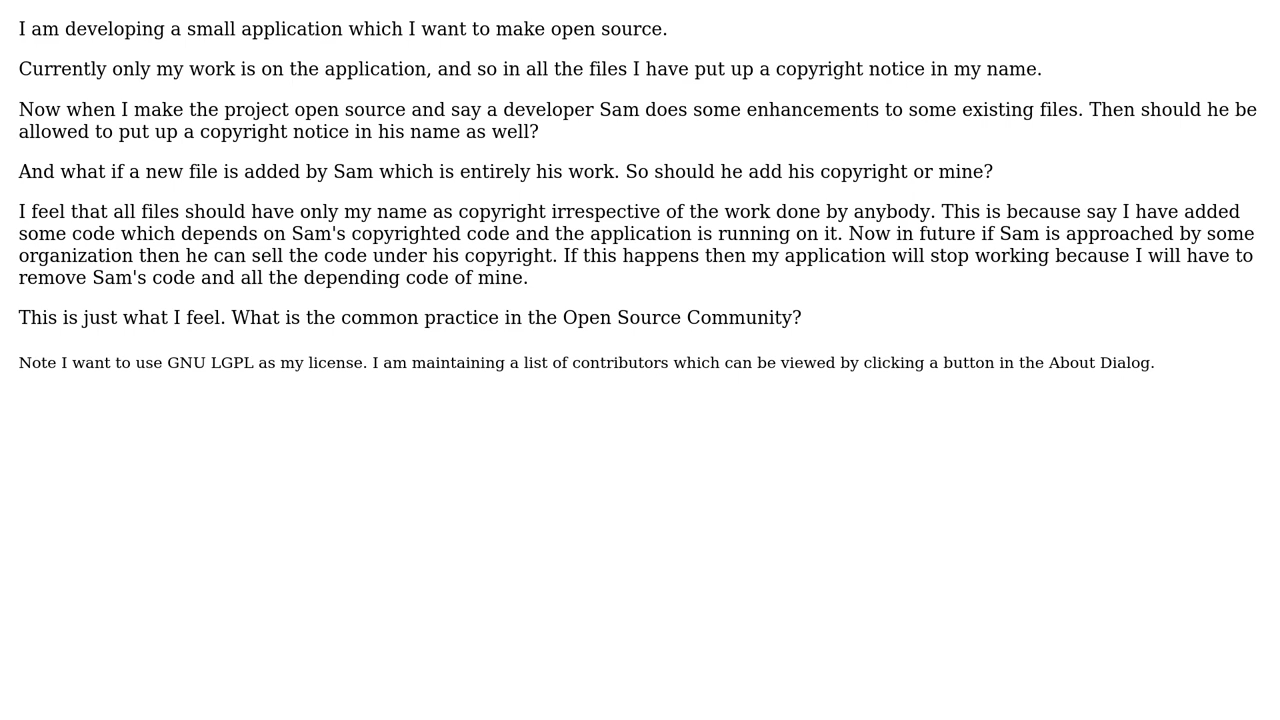 I am developing a small application which I want to make open source.
Currently only my work is on the application, and so in all the files I have put up a copyright notice in my name.
Now when I make the project open source and say a developer Sam does some enhancements to some existing files. Then should he be
allowed to put up a copyright notice in his name as well?
And what if a new file is added by Sam which is entirely his work. So should he add his copyright or mine?
I feel that all files should have only my name as copyright irrespective of the work done by anybody. This is because say I have added
some code which depends on Sam's copyrighted code and the application is running on it. Now in future if Sam is approached by some
organization then he can sell the code under his copyright. If this happens then my application will stop working because I will have to
remove Sam's code and all the depending code of mine.
This is just what I feel. What is the common practice in the Open Source Community?
Note I want to use GNU LGPL as my license. I am maintaining a list of contributors which can be viewed by clicking a button in the About Dialog.